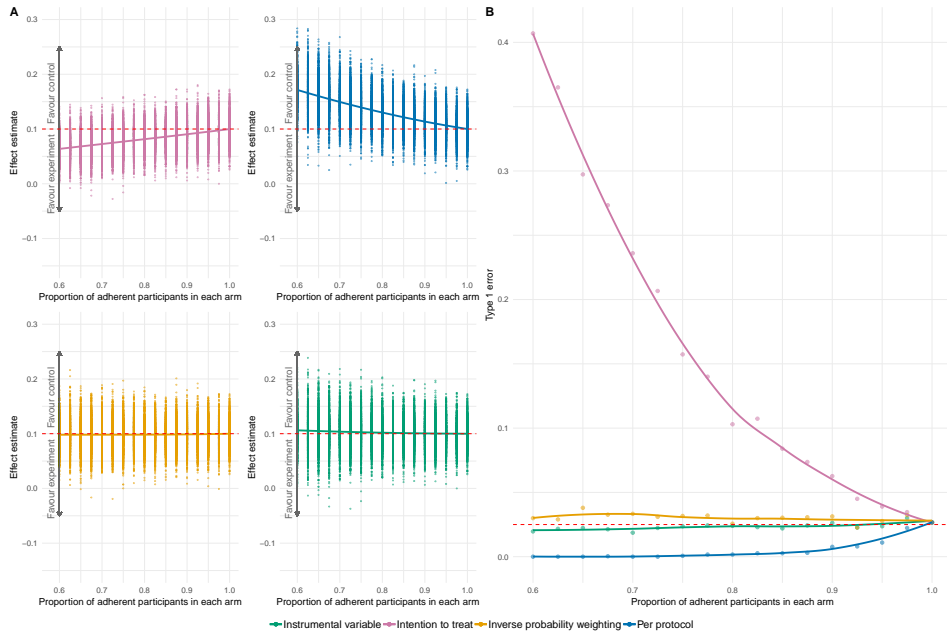 A
B
0.3
0.2
0.1
0.0
−0.1
Effect estimate
Favour experiment
Favour control
0.6
0.7
0.8
0.9
1.0
Proportion of adherent participants in each arm
0.3
0.2
0.1
0.0
−0.1
Effect estimate
Favour experiment
Favour control
0.6
0.7
0.8
0.9
1.0
Proportion of adherent participants in each arm
0.3
0.2
0.1
0.0
−0.1
Effect estimate
Favour experiment
Favour control
0.6
0.7
0.8
0.9
1.0
Proportion of adherent participants in each arm
0.3
0.2
0.1
0.0
−0.1
Effect estimate
Favour experiment
Favour control
0.6
0.7
0.8
0.9
1.0
Proportion of adherent participants in each arm
0.4
0.3
0.2
0.1
0.0
Type 1 error
0.6
0.7
0.8
0.9
1.0
Proportion of adherent participants in each arm
Instrumental variable
Intention to treat
Inverse probability weighting
Per protocol